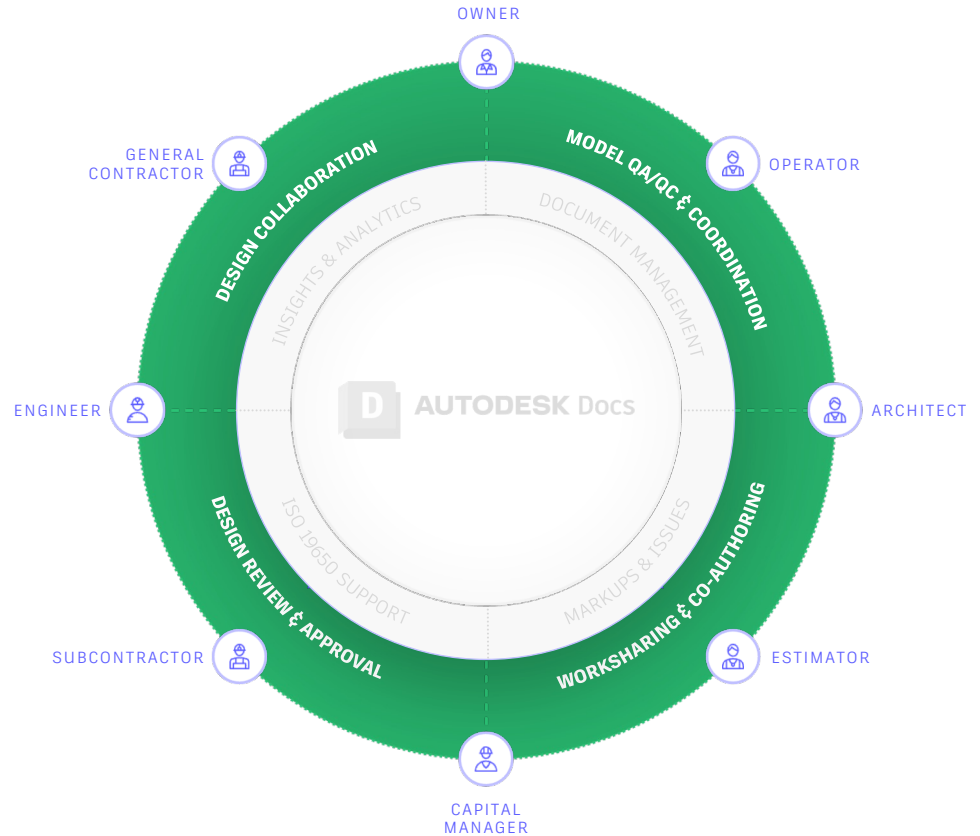 OWNER
GENERAL
CONTRACTOR
OPERATOR
DESIGN COLLABORATION
MODEL QA/QC & COORDINATION
INSIGHTS & ANALYTICS
DOCUMENT MANAGEMENT
ENGINEER
D AUTODESK Docs
ARCHITECT
ISO 19650 SUPPORT
MARKUPS & ISSUES
DESIGN REVIEW & APPROVAL
WORKSHARING & CO-AUTHORING
SUBCONTRACTOR
ESTIMATOR
CAPITAL
MANAGER